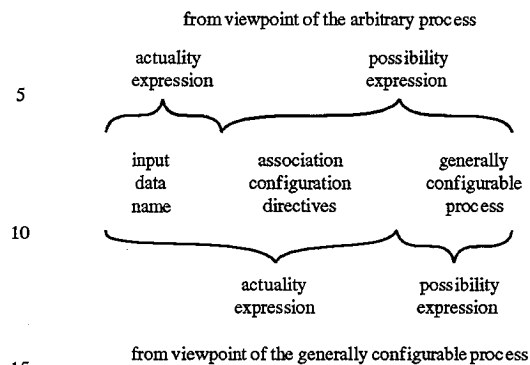 from viewpoint of the arbitrary process
actuality expression
possibility expression
5
input data name
association configuration directives
generally configurable process
10
actuality expression
possibility expression
from viewpoint of the generally configurable process